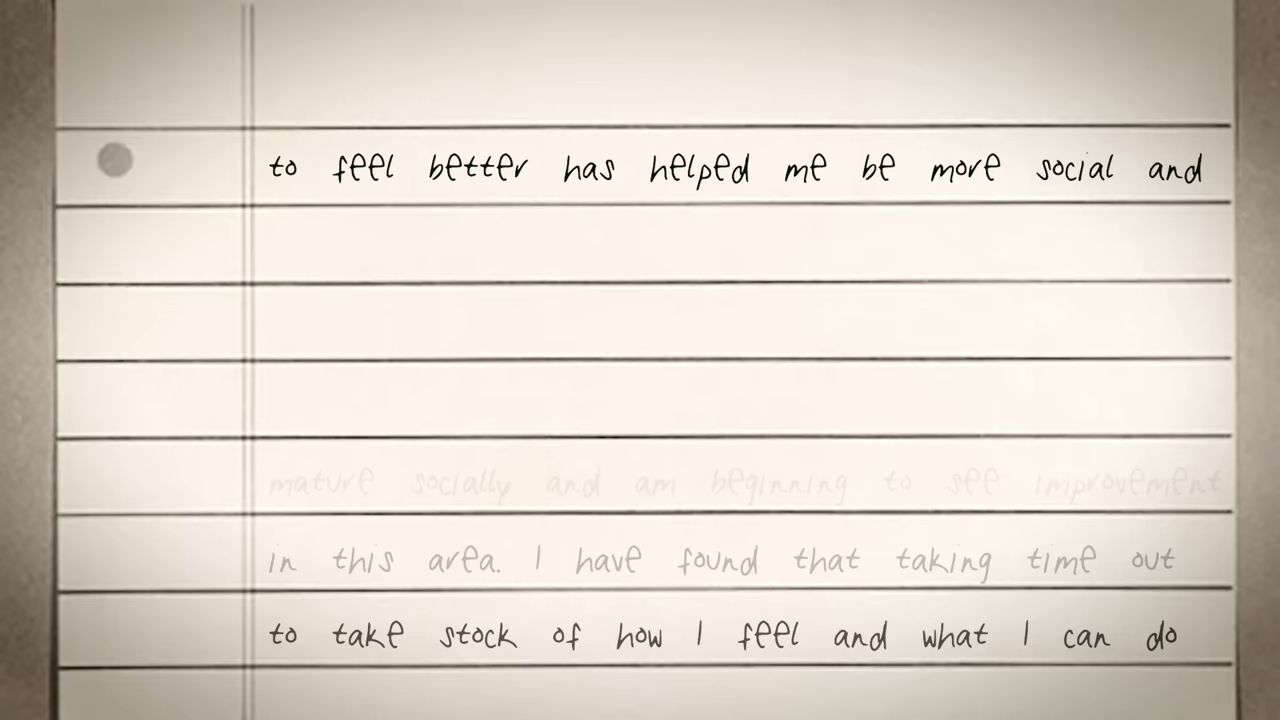 to feel better has helped me be more social and
mature socially and am beginning to see improvement
in this area. I have found that taking time out
to take stock of how I feel and what I can do